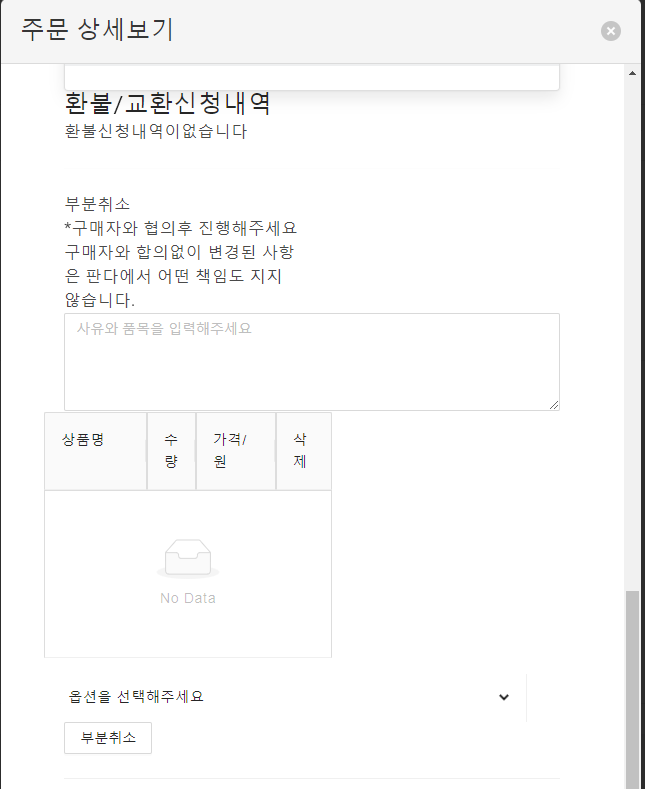 주문 상세보기
환불/교환신청내역
환불신청내역이없습니다
부분취소
*구매자와 협의후 진행해주세요
구매자와 합의없이 변경된 사항
은 판다에서 어떤 책임도 지지
않습니다.
사유와 품목을 입력해주세요
상품명
수
량
가격/
원
삭
제
No Data
옵션을 선택해주세요
부분취소